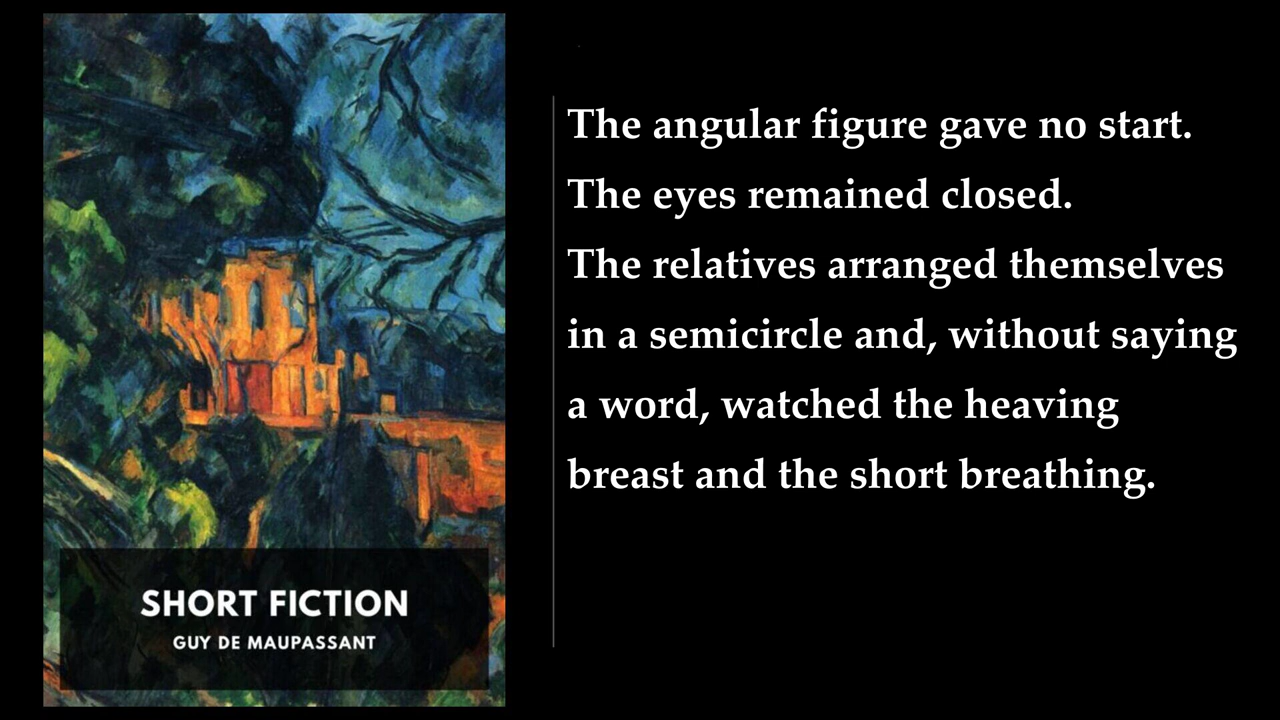 SHORT FICTION
GUY DE MAUPASSANT
The angular figure gave no start.
The eyes remained closed.
The relatives arranged themselves
in a semicircle and, without saying
a word, watched the heaving
breast and the short breathing.